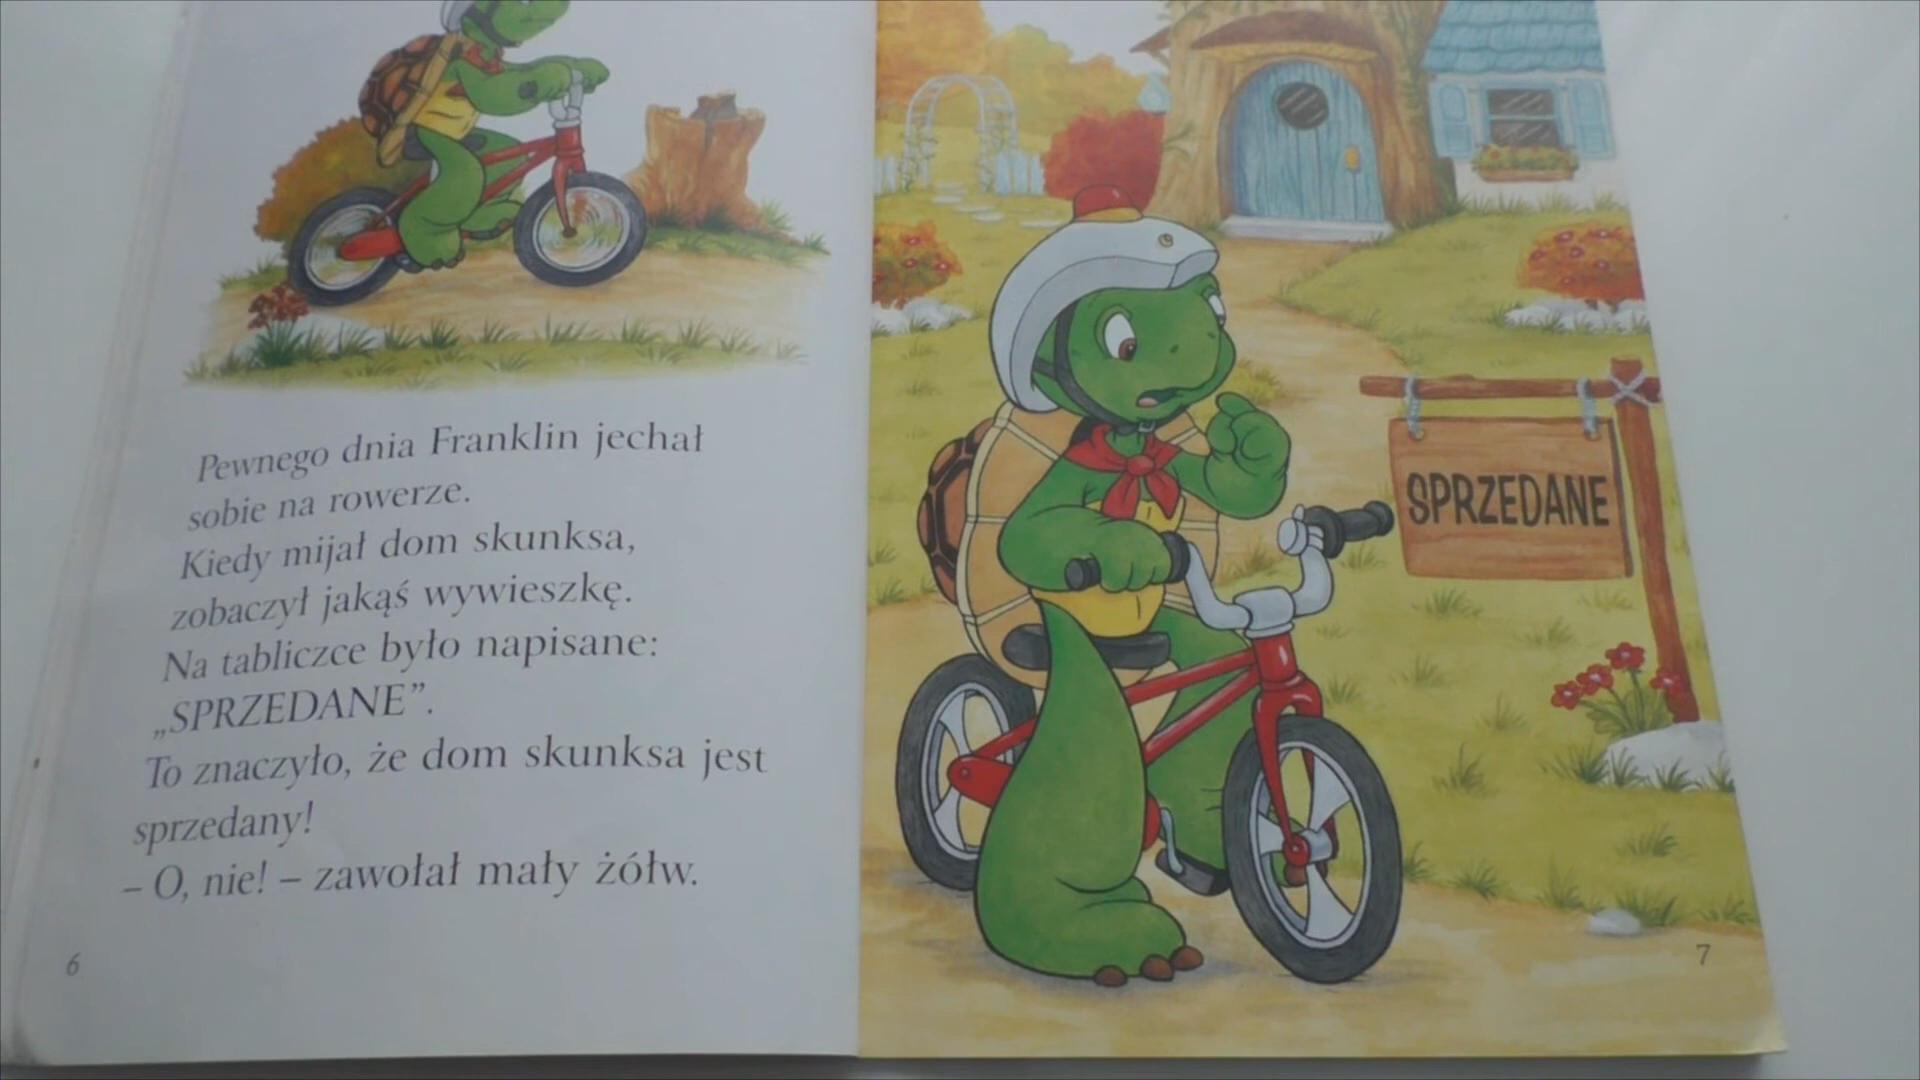 Pewnego dnia Franklin jechał
sobie na rowerze.
Kiedy mijał dom skunksa,
zobaczył jakąś wywieszkę.
Na tabliczce było napisane:
„SPRZEDANE”.
To znaczyło, że dom skunksa jest
sprzedany!
– O, nie! – zawołał mały żółw.
6
SPRZEDANE
7